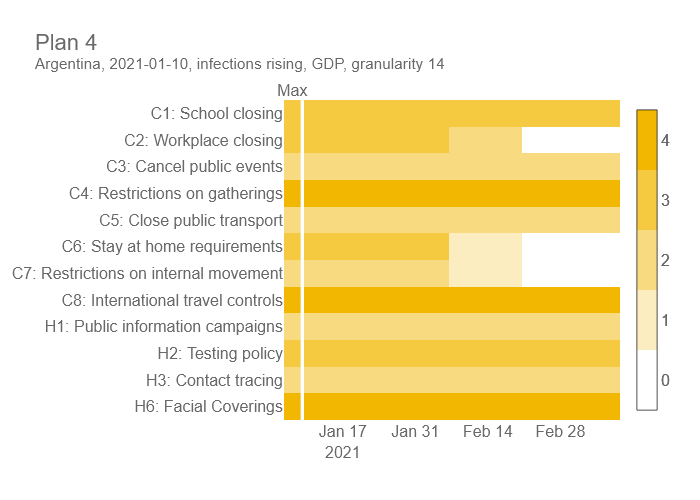 Plan 4
Argentina, 2021-01-10, infections rising, GDP, granularity 14
Max
C1: School closing
C2: Workplace closing
C3: Cancel public events
C4: Restrictions on gatherings
C5: Close public transport
C6: Stay at home requirements
C7: Restrictions on internal movement
C8: International travel controls
H1: Public information campaigns
H2: Testing policy
H3: Contact tracing
H6: Facial Coverings
4
3
2
1
0
Jan 17 Jan 31 Feb 14 Feb 28
2021